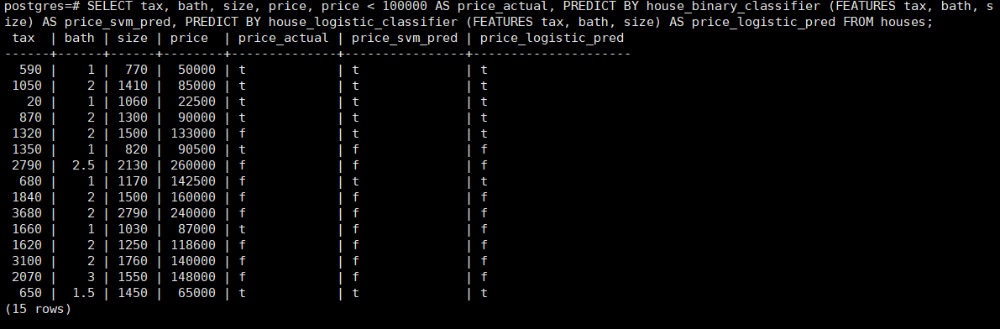 postgres=# SELECT tax, bath, size, price, price < 100000 AS price_actual, PREDICT BY house_binary_classifier (FEATURES tax, bath, s
ize) AS price_svm_pred, PREDICT BY house_logistic_classifier (FEATURES tax, bath, size) AS price_logistic_pred FROM houses;
 tax  | bath | size | price  | price_actual | price_svm_pred | price_logistic_pred
------+------+------+--------+--------------+----------------+---------------------
  590 |    1 |  770 |  50000 | t            | t              | t
 1050 |    2 | 1410 |  85000 | t            | t              | t
   20 |    1 | 1060 |  22500 | t            | t              | t
  870 |    2 | 1300 |  90000 | t            | t              | t
 1320 |    2 | 1500 | 133000 | f            | t              | t
 1350 |    1 |  820 |  90500 | t            | f              | f
 2790 |  2.5 | 2130 | 260000 | f            | f              | f
  680 |    1 | 1170 | 142500 | f            | t              | t
 1840 |    2 | 1500 | 160000 | f            | f              | f
 3680 |    2 | 2790 | 240000 | f            | f              | f
 1660 |    1 | 1030 |  87000 | t            | f              | f
 1620 |    2 | 1250 | 118600 | f            | f              | f
 3100 |    2 | 1760 | 140000 | f            | f              | f
 2070 |    3 | 1550 | 148000 | f            | f              | f
  650 |  1.5 | 1450 |  65000 | t            | t              | t
(15 rows)